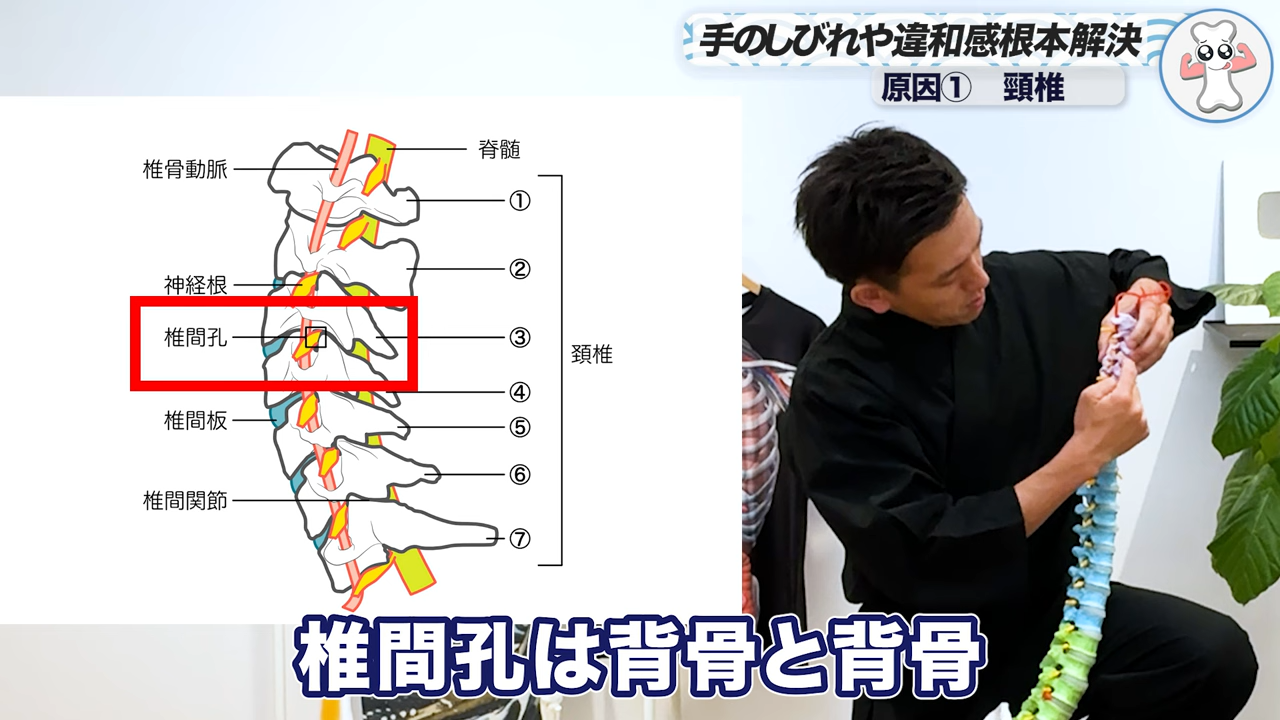 手のしびれや違和感根本解決
原因① 頸椎
脊髄
椎骨動脈
①
②
神経根
椎間孔
③
頚椎
④
椎間板
⑤
⑥
椎間関節
⑦
椎間孔は背骨と背骨